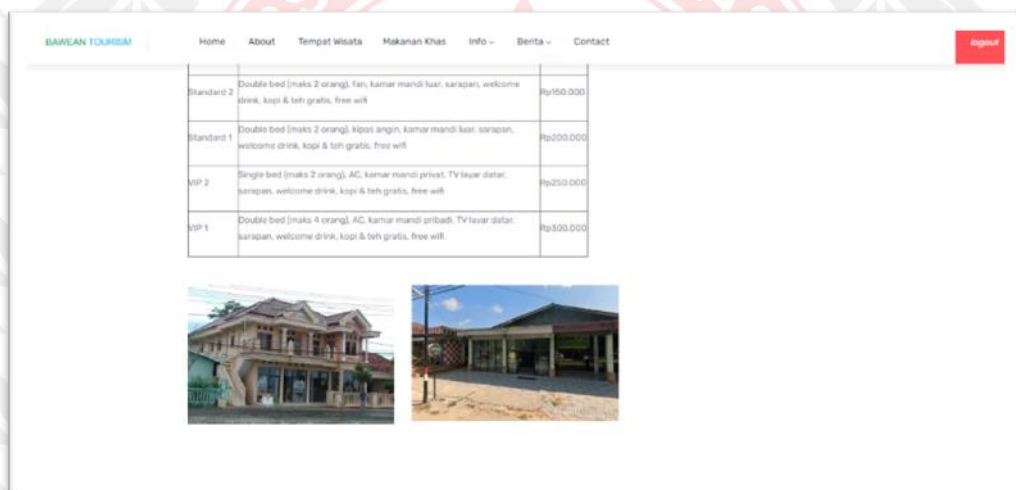 BAWEAN TOURISM Home About Tempat Wisata Makanan Khas Info Berita Contact logout
Standard 2 Double bed (maks 2 orang), fan, kamar mandi luar, sarapan, welcome Rp150.000
drink, kopi & teh gratis, free wifi
Standard 1 Double bed (maks 2 orang), kipas angin, kamar mandi luar, sarapan, Rp200.000
welcome drink, kopi & teh gratis, free wifi
VIP 2 Single bed (maks 2 orang), AC, kamar mandi privat, TV layar datar, Rp250.000
sarapan, welcome drink, kopi & teh gratis, free wifi
VIP 1 Double bed (maks 4 orang), AC, kamar mandi pribadi, TV layar datar, Rp300.000
sarapan, welcome drink, kopi & teh gratis, free wifi